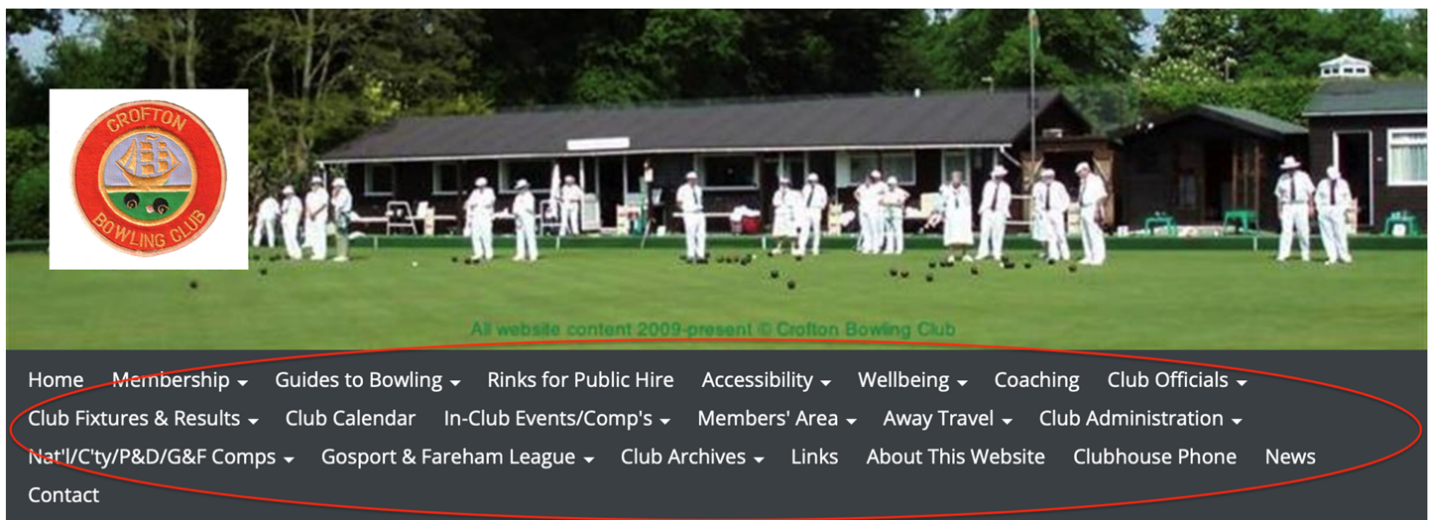 CROFTON
BOWLING CLUB
All website content 2009-present © Crofton Bowling Club
Home Membership Guides to Bowling Rinks for Public Hire Accessibility Wellbeing Coaching Club Officials
Club Fixtures & Results Club Calendar In-Club Events/Comp's Members' Area Away Travel Club Administration
Nat'l/C'ty/P&D/G&F Comps Gosport & Fareham League Club Archives Links About This Website Clubhouse Phone News
Contact